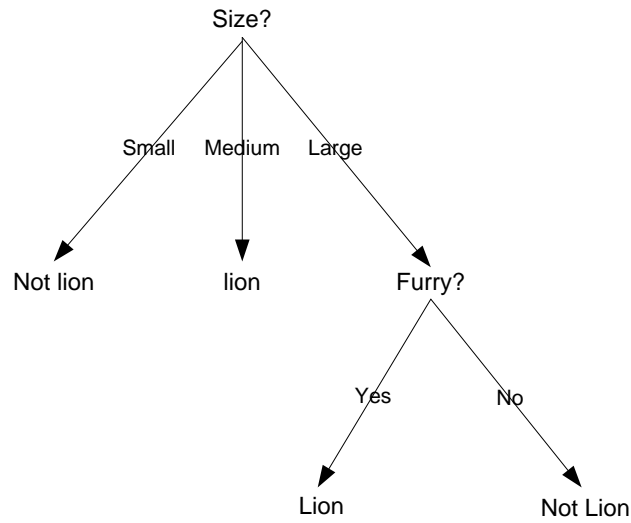 Size?
Small Medium Large
Not lion lion Furry?
Yes No
Lion Not Lion